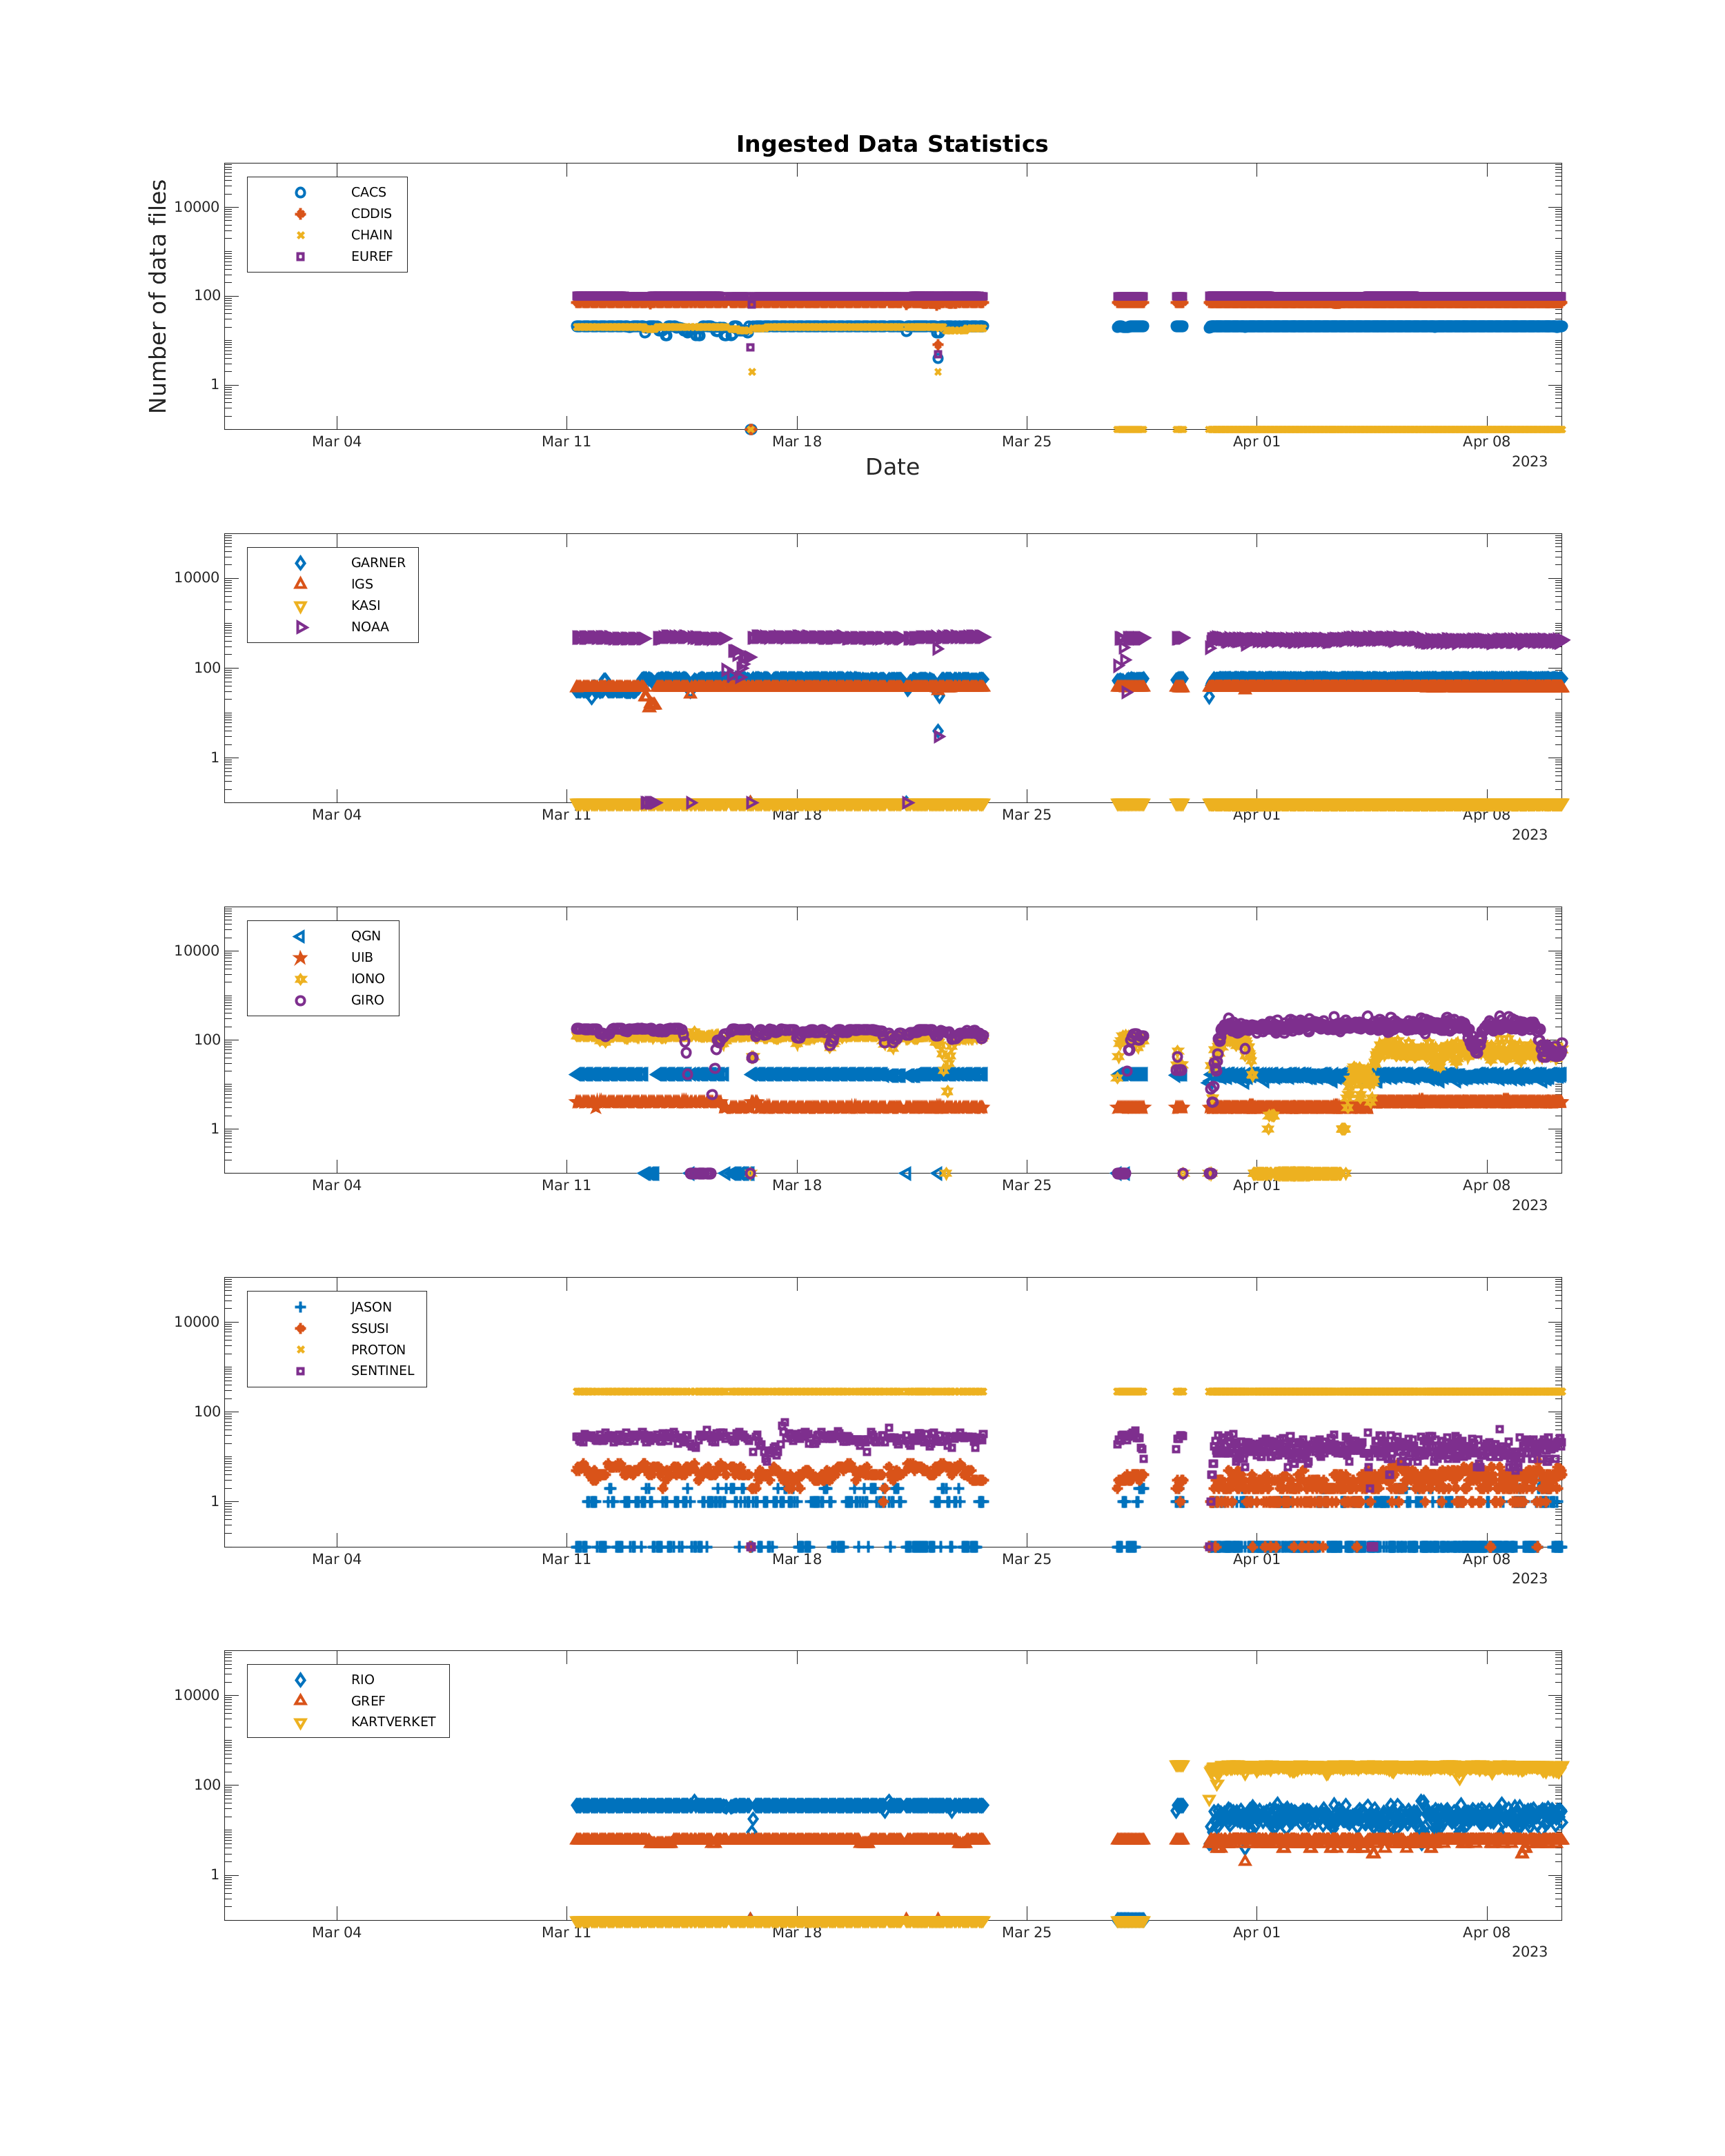 Ingested Data Statistics
Number of data files
10000
100
1
CACS
CDDIS
CHAIN
EUREF
Mar 04 Mar 11 Mar 18 Mar 25 Apr 01 Apr 08
2023
Date
10000
100
1
GARNER
IGS
KASI
NOAA
Mar 04 Mar 11 Mar 18 Mar 25 Apr 01 Apr 08
2023
10000
100
1
QGN
UIB
IONO
GIRO
Mar 04 Mar 11 Mar 18 Mar 25 Apr 01 Apr 08
2023
10000
100
1
JASON
SSUSI
PROTON
SENTINEL
Mar 04 Mar 11 Mar 18 Mar 25 Apr 01 Apr 08
2023
10000
100
1
RIO
GREF
KARTVERKET
Mar 04 Mar 11 Mar 18 Mar 25 Apr 01 Apr 08
2023